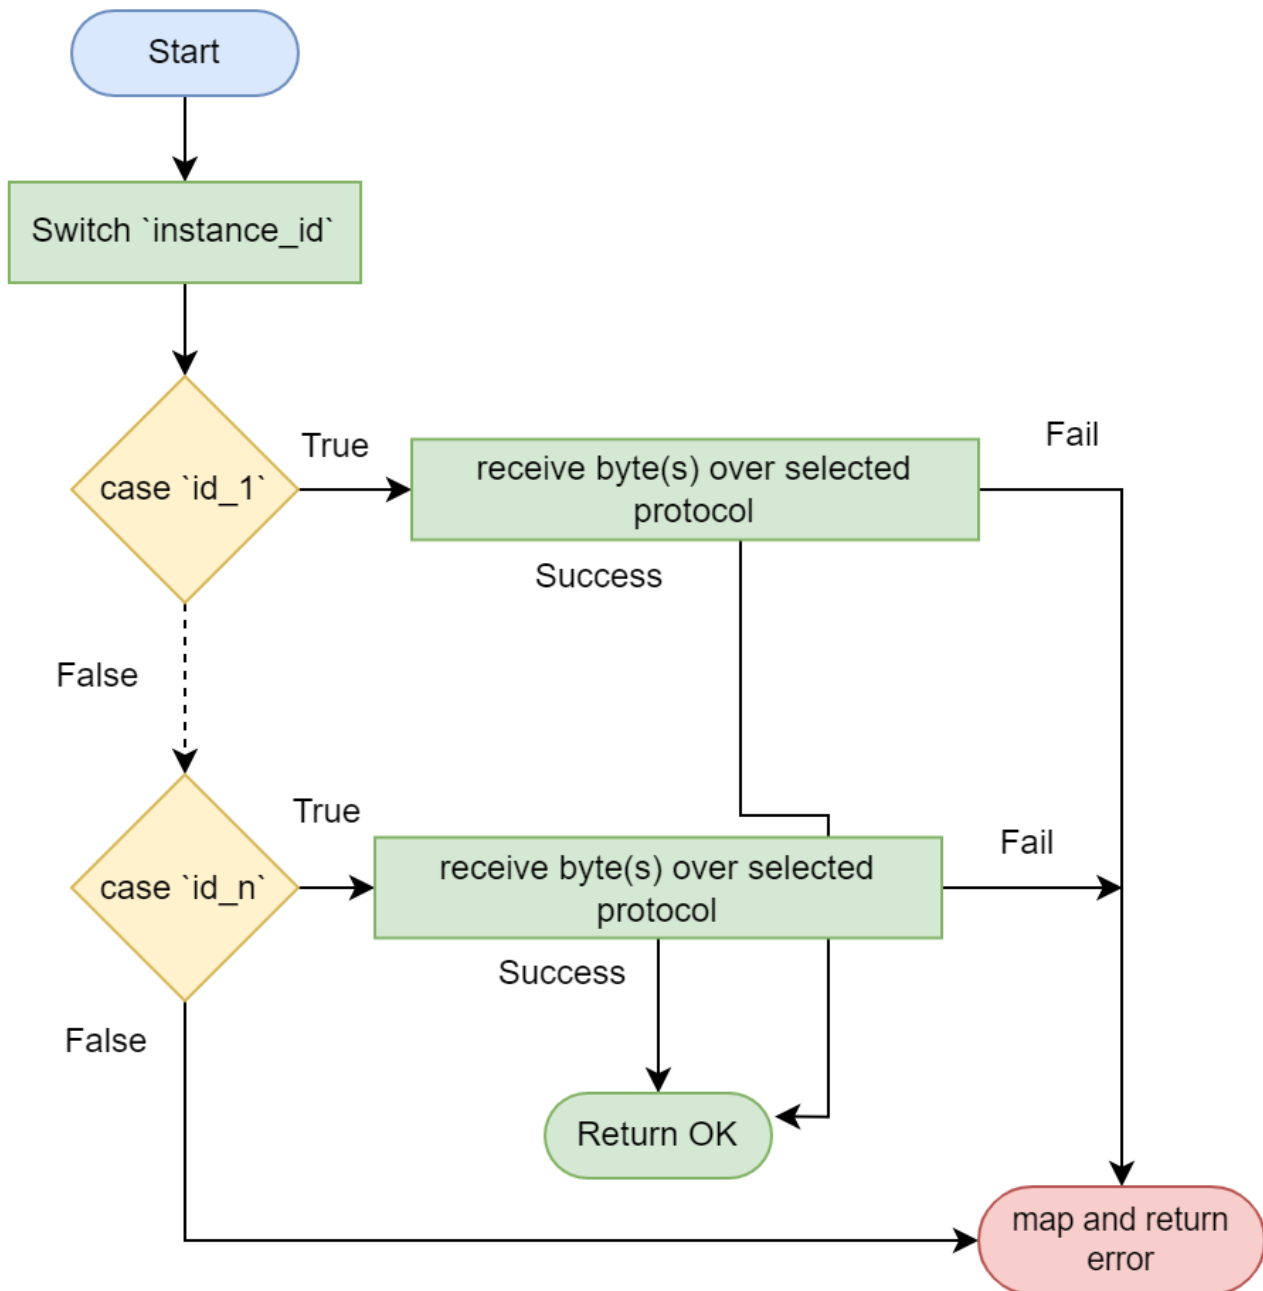 Start
Switch `instance_id`
case `id_1`
True
receive byte(s) over selected
protocol
Fail
Success
False
case `id_n`
True
receive byte(s) over selected
protocol
Fail
Success
False
Return OK
map and return
error